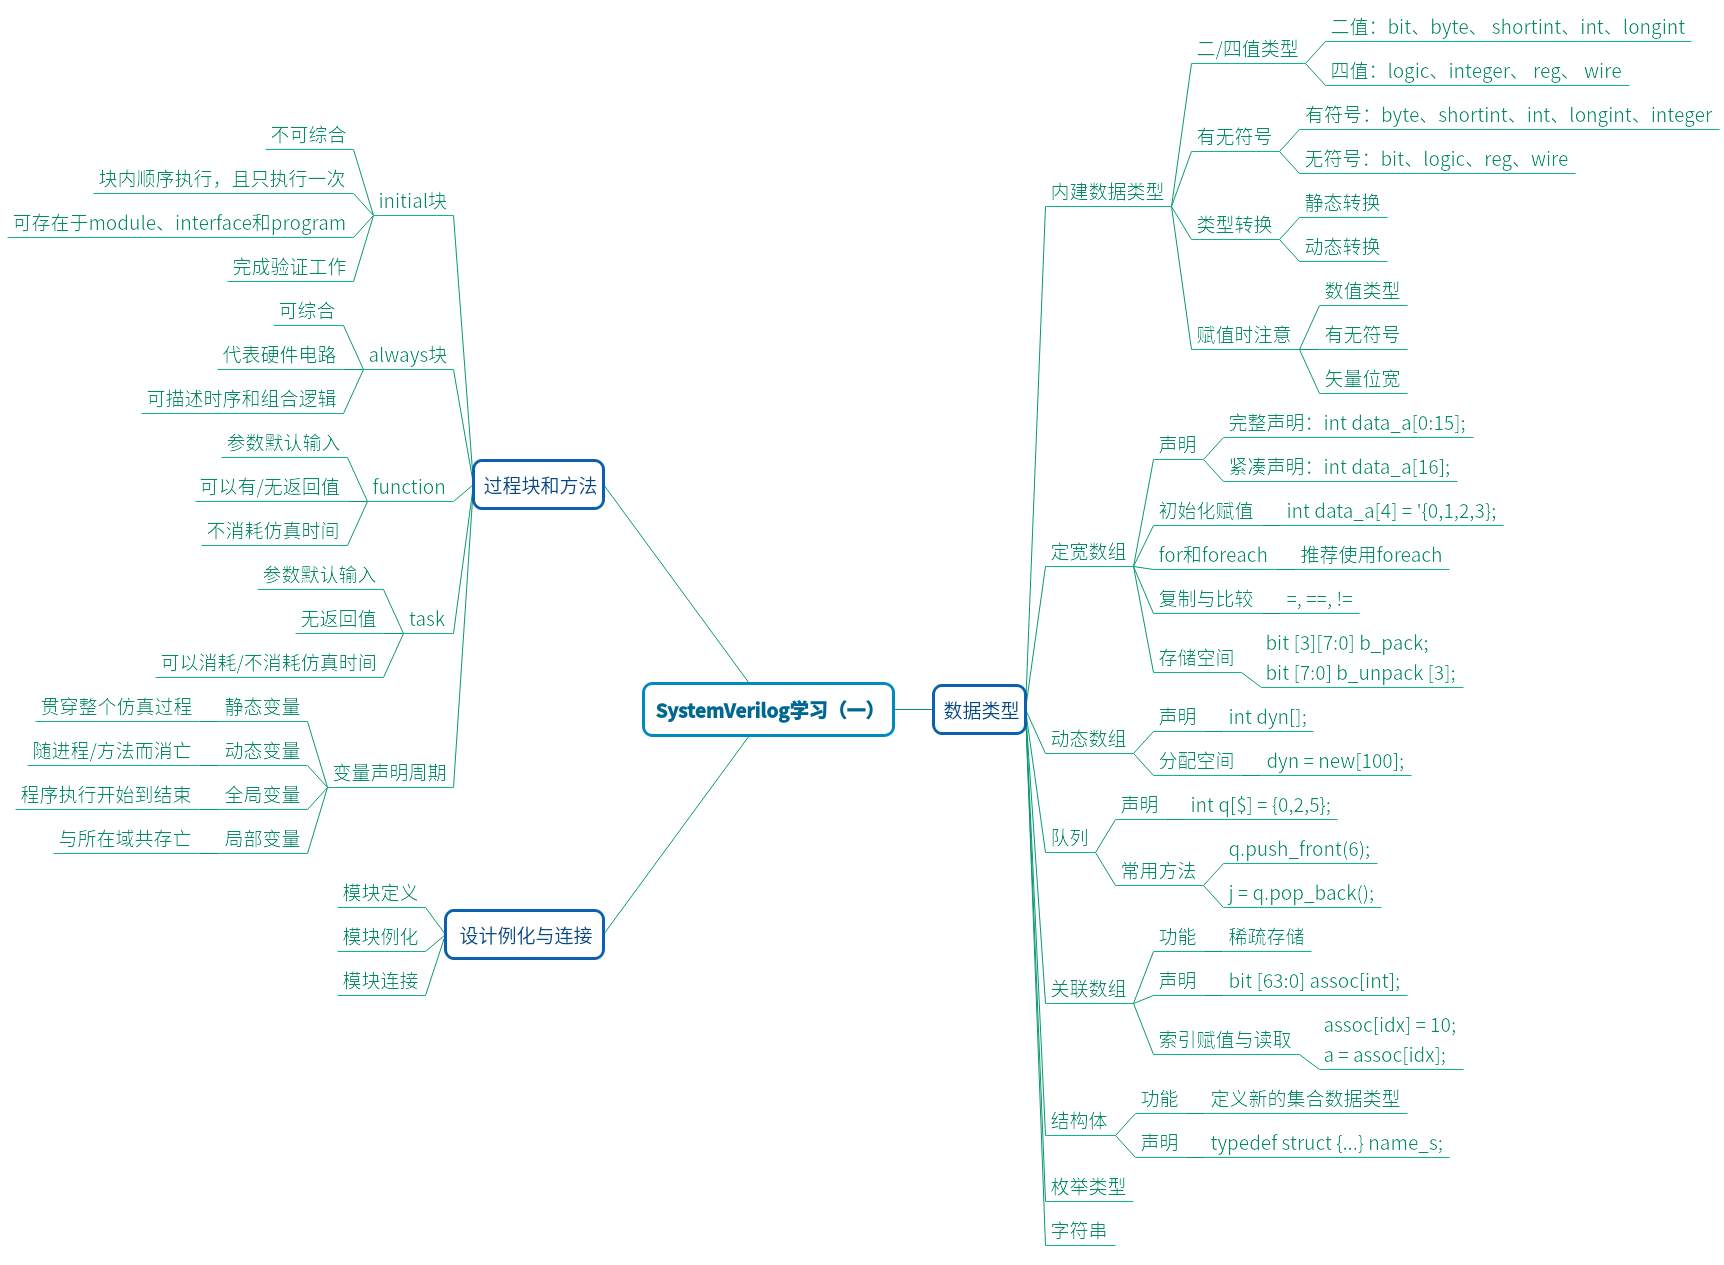 SystemVerilog学习（一）
数据类型
内建数据类型
二/四值类型
二值：bit、byte、 shortint、int、longint
四值：logic、integer、 reg、 wire
有无符号
有符号：byte、shortint、int、longint、integer
无符号：bit、logic、reg、wire
类型转换
静态转换
动态转换
赋值时注意
数值类型
有无符号
矢量位宽
定宽数组
声明
完整声明：int data_a[0:15];
紧凑声明：int data_a[16];
初始化赋值
int data_a[4] = '{0,1,2,3};
for和foreach
推荐使用foreach
复制与比较
=, ==, !=
存储空间
bit [3][7:0] b_pack;
bit [7:0] b_unpack [3];
动态数组
声明
int dyn[];
分配空间
dyn = new[100];
队列
声明
int q[$] = {0,2,5};
常用方法
q.push_front(6);
j = q.pop_back();
关联数组
功能
稀疏存储
声明
bit [63:0] assoc[int];
索引赋值与读取
assoc[idx] = 10;
a = assoc[idx];
结构体
功能
定义新的集合数据类型
声明
typedef struct {...} name_s;
枚举类型
字符串
过程块和方法
initial块
不可综合
块内顺序执行，且只执行一次
可存在于module、interface和program
完成验证工作
always块
可综合
代表硬件电路
可描述时序和组合逻辑
function
参数默认输入
可以有/无返回值
不消耗仿真时间
task
参数默认输入
无返回值
可以消耗/不消耗仿真时间
变量声明周期
静态变量
贯穿整个仿真过程
动态变量
随进程/方法而消亡
全局变量
程序执行开始到结束
局部变量
与所在域共存亡
设计例化与连接
模块定义
模块例化
模块连接